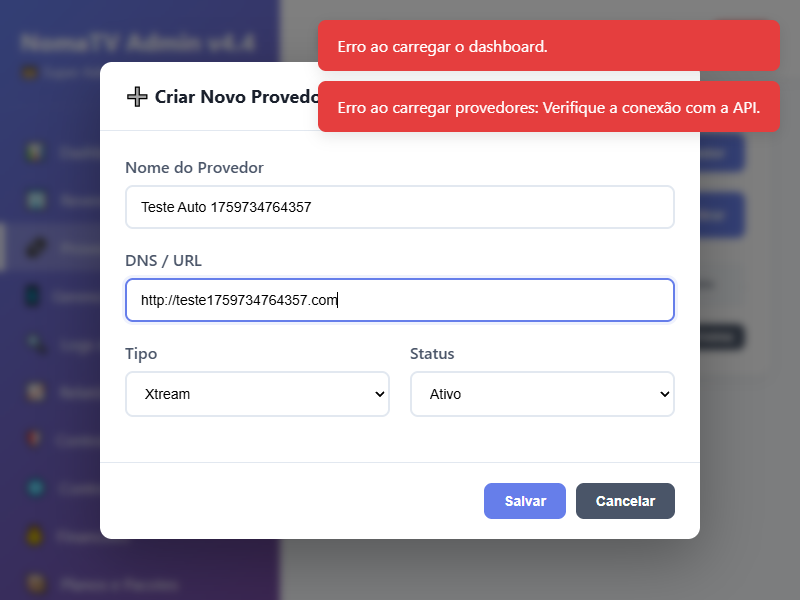 NomaTV Admin v4.4
Erro ao carregar o dashboard.
Erro ao carregar provedores: Verifique a conexão com a API.
➕ Criar Novo Provedo
Nome do Provedor
Teste Auto 1759734764357
DNS / URL
http://teste1759734764357.com
Tipo
Status
Xtream
Ativo
Salvar
Cancelar